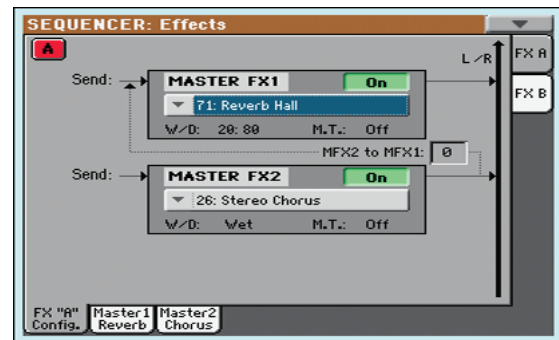 SEQUENCER: Effects
A
L/R
FX A
FX B
Send:
MASTER FX1
On
71: Reverb Hall
W/D: 20:80
M.T.: Off
MFX2 to MFX1: 0
Send:
MASTER FX2
On
26: Stereo Chorus
W/D: Wet
M.T.: Off
FX "A" Config.
Master1 Reverb
Master2 Chorus